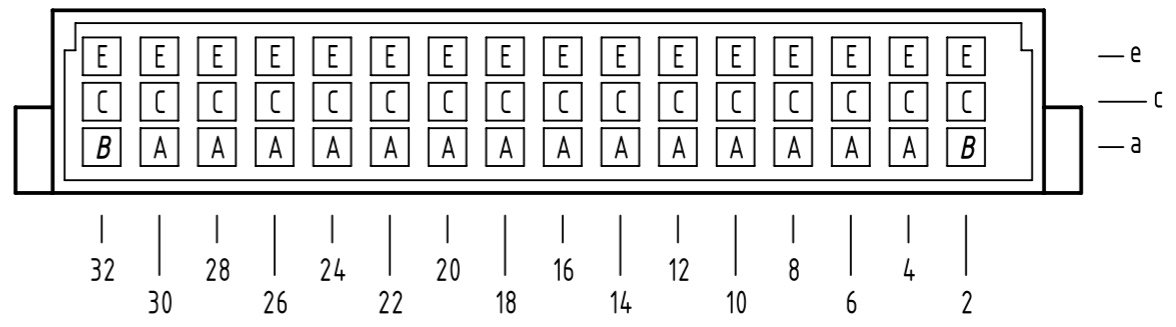 E E E E E E E E E E E E E E E E e
C C C C C C C C C C C C C C C C c
B A A A A A A A A A A A A A A B a
32 28 24 20 16 12 8 4
30 26 22 18 14 10 6 2